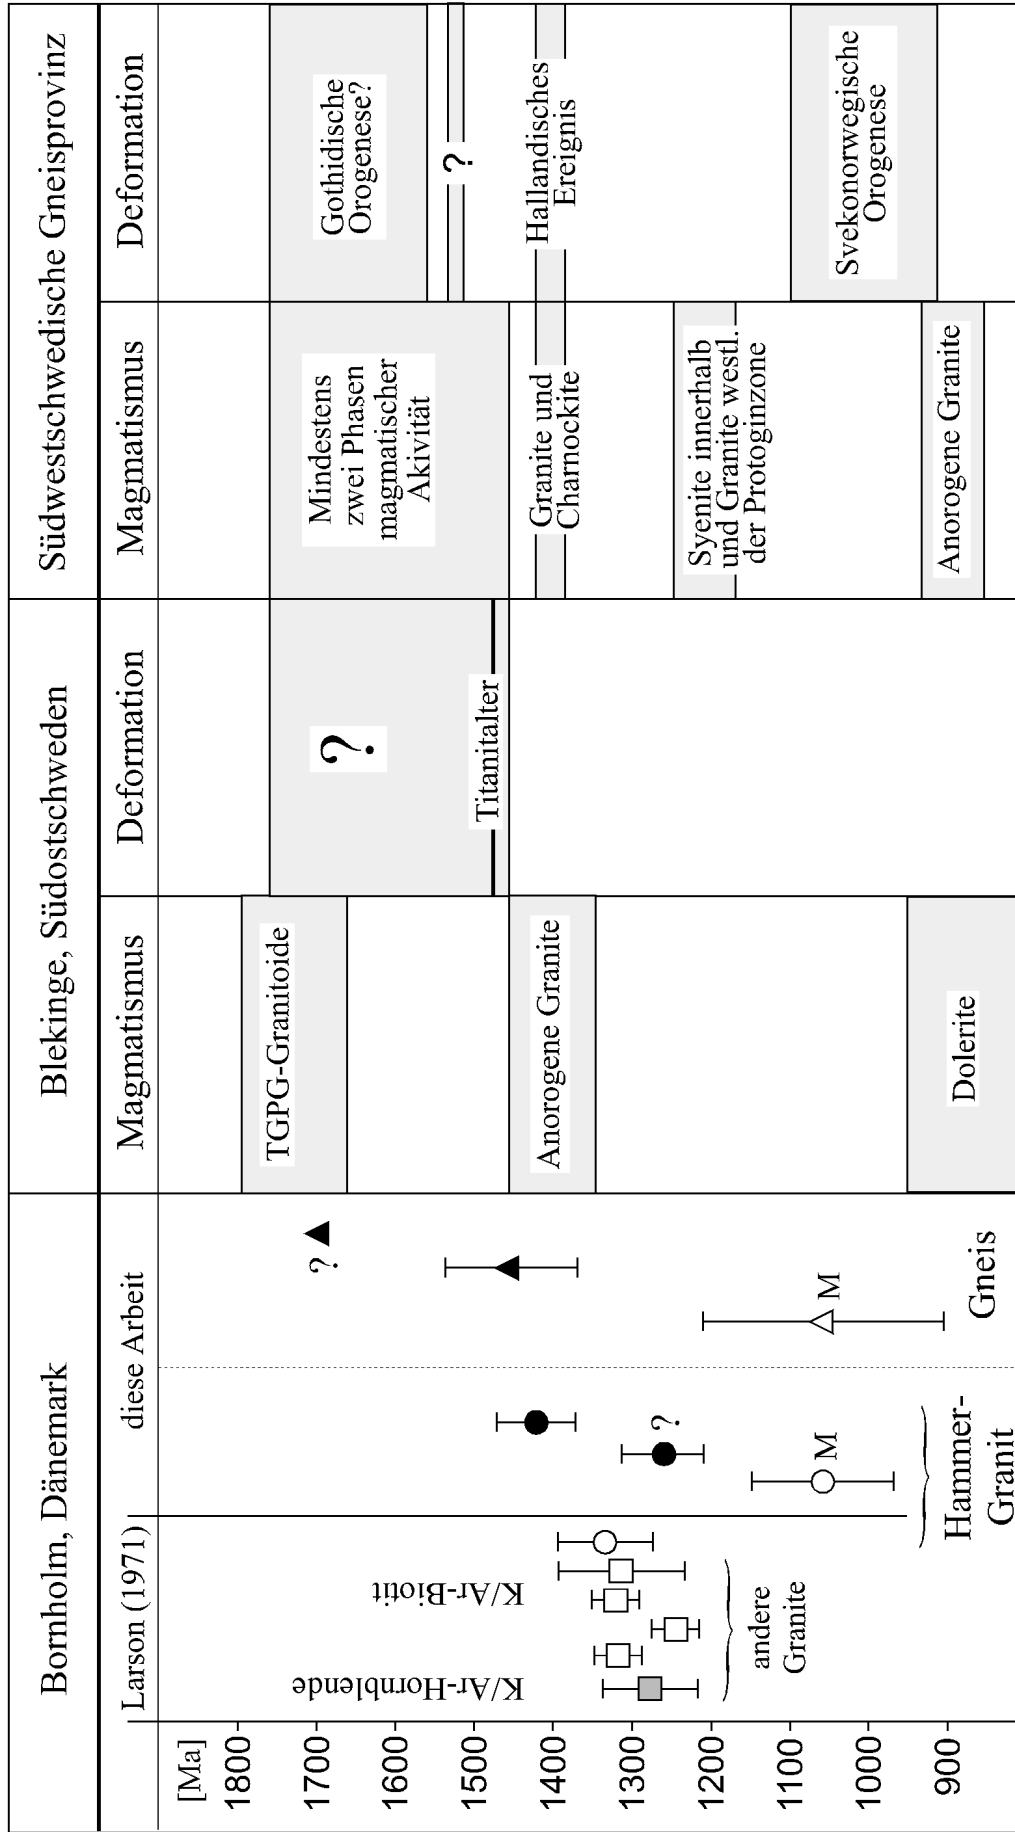 Bornholm, Dänemark
Blekinge, Südostschweden
Südwestschwedische Gneisprovinz
Larson (1971)
diese Arbeit
Magmatismus
Deformation
Magmatismus
Deformation
[Ma]
1800
1700
1600
1500
1400
1300
1200
1100
1000
900
K/Ar-Hornblende
K/Ar-Biotit
andere
Granite
?
M
Hammer-
Granit
?
M
Gneis
TGPG-Granitoide
Anorogene Granite
Dolerite
?
Titanitalter
Mindestens
zwei Phasen
magmatischer
Akivität
Granite und
Charnockite
Syenite innerhalb
und Granite westl.
der Protoginzone
Anorogene Granite
Gothidische
Orogenese?
?
Hallandisches
Ereignis
Svekonorwegische
Orogenese